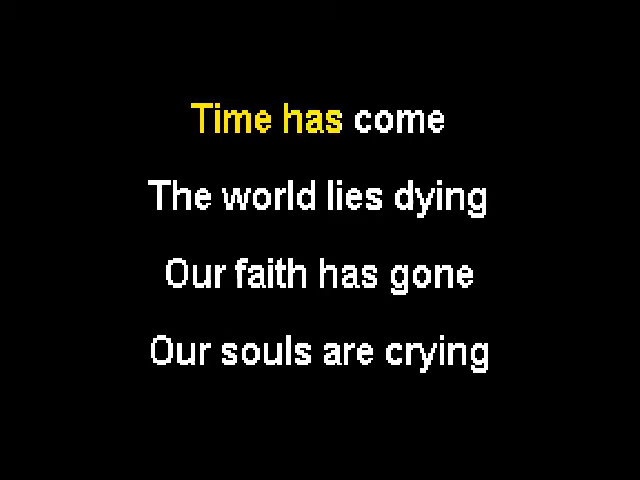 Time has come
The world lies dying
Our faith has gone
Our souls are crying